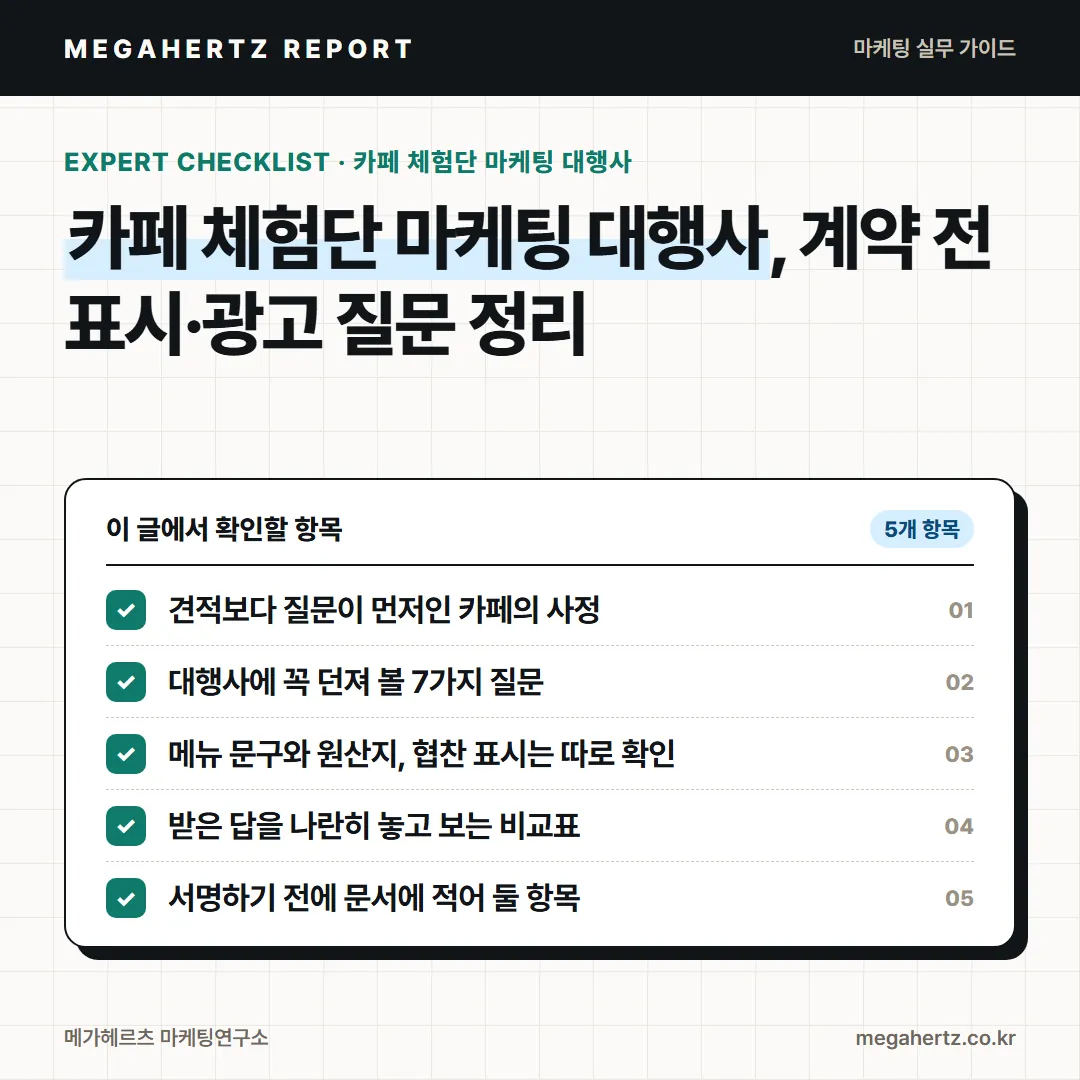 MEGAHERTZ REPORT
마케팅 실무 가이드
EXPERT CHECKLIST · 카페 체험단 마케팅 대행사
카페 체험단 마케팅 대행사, 계약 전
표시·광고 질문 정리
이 글에서 확인할 항목
5개 항목
견적보다 질문이 먼저인 카페의 사정
01
대행사에 꼭 던져 볼 7가지 질문
02
메뉴 문구와 원산지, 협찬 표시는 따로 확인
03
받은 답을 나란히 놓고 보는 비교표
04
서명하기 전에 문서에 적어 둘 항목
05
메가헤르츠 마케팅연구소
megahertz.co.kr